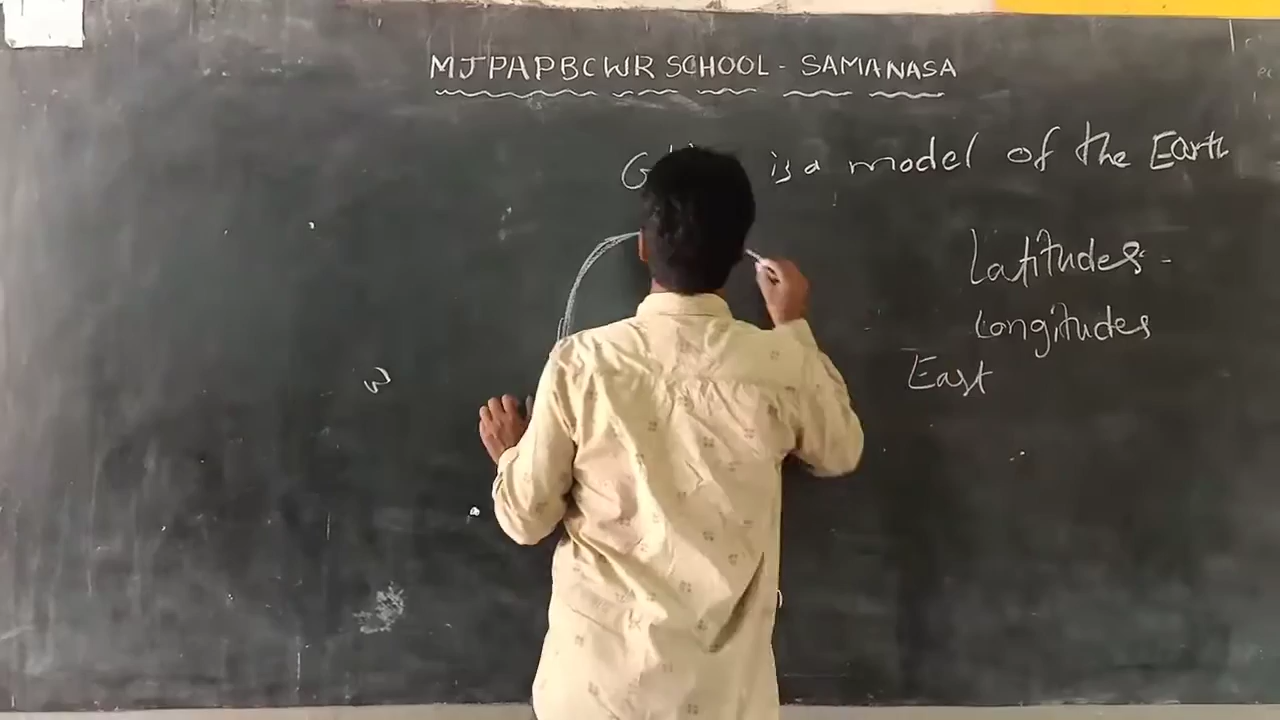 MJPAPBCWR SCHOOL - SAMANASA
is a model of the Earth
Latitudes -
Longitudes
East
W